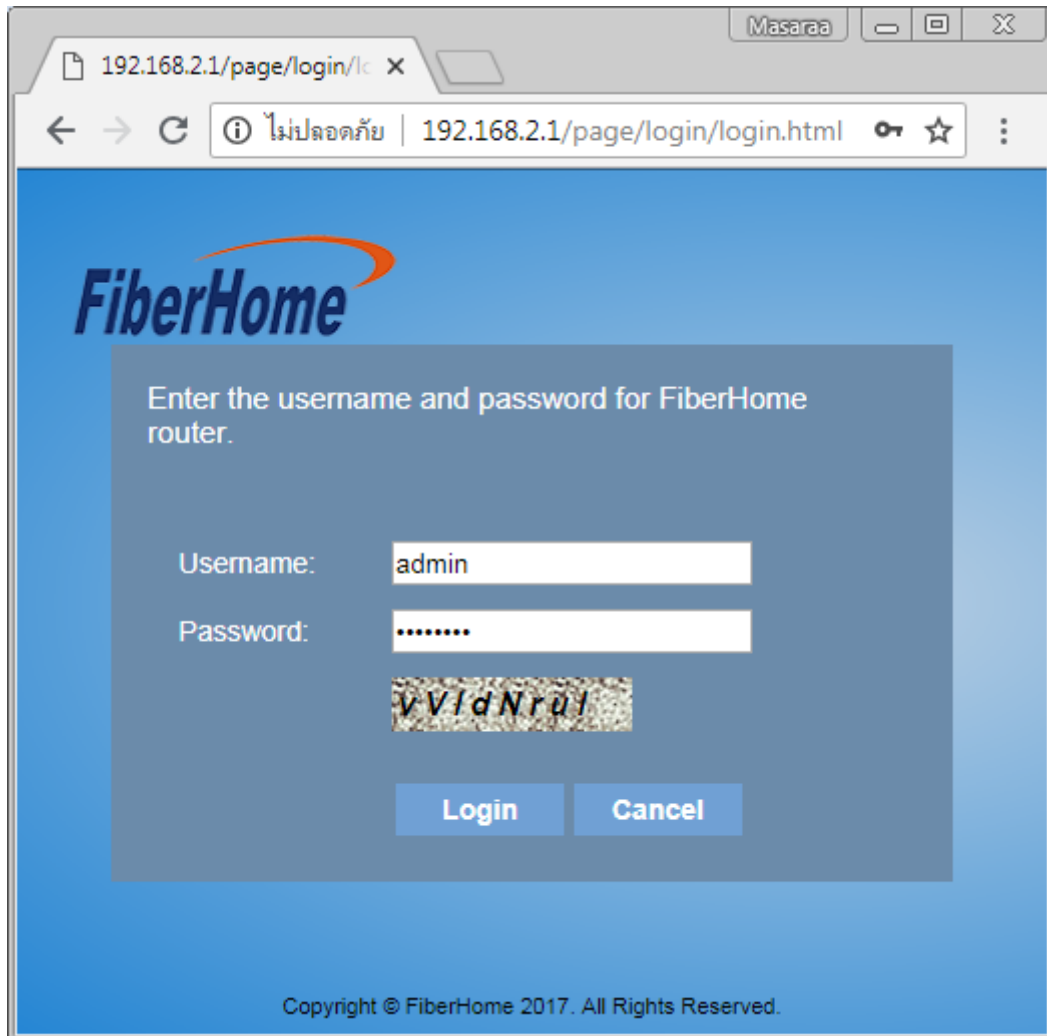 Masaraa
192.168.2.1/page/login/lo
ไม่ปลอดภัย | 192.168.2.1/page/login/login.html
FiberHome
Enter the username and password for FiberHome
router.
Username: admin
Password: ••••••••
vVldNrul
Login Cancel
Copyright © FiberHome 2017. All Rights Reserved.